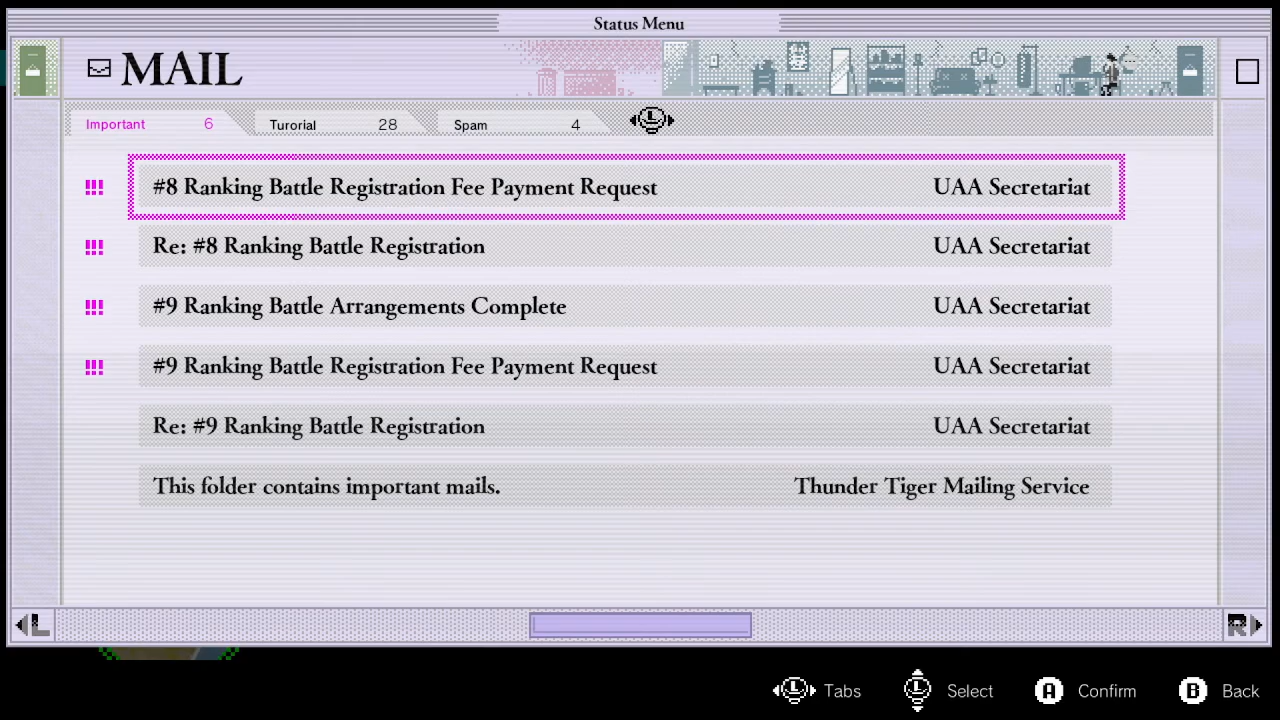 Status Menu
MAIL
Important 6 Turorial 28 Spam 4 L
!!! #8 Ranking Battle Registration Fee Payment Request UAA Secretariat
!!! Re: #8 Ranking Battle Registration UAA Secretariat
!!! #9 Ranking Battle Arrangements Complete UAA Secretariat
!!! #9 Ranking Battle Registration Fee Payment Request UAA Secretariat
Re: #9 Ranking Battle Registration UAA Secretariat
This folder contains important mails. Thunder Tiger Mailing Service
L R
L Tabs L Select A Confirm B Back